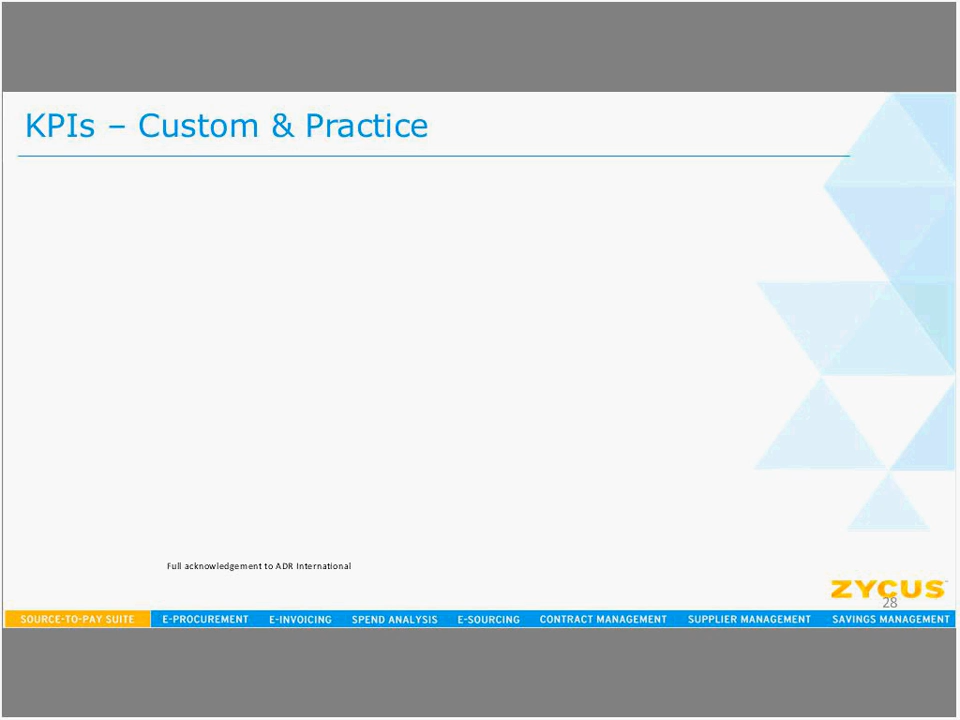 KPIs – Custom & Practice
Full acknowledgement to ADR International
ZYCUS™
28
SOURCE-TO-PAY SUITE E-PROCUREMENT E-INVOICING SPEND ANALYSIS E-SOURCING CONTRACT MANAGEMENT SUPPLIER MANAGEMENT SAVINGS MANAGEMENT